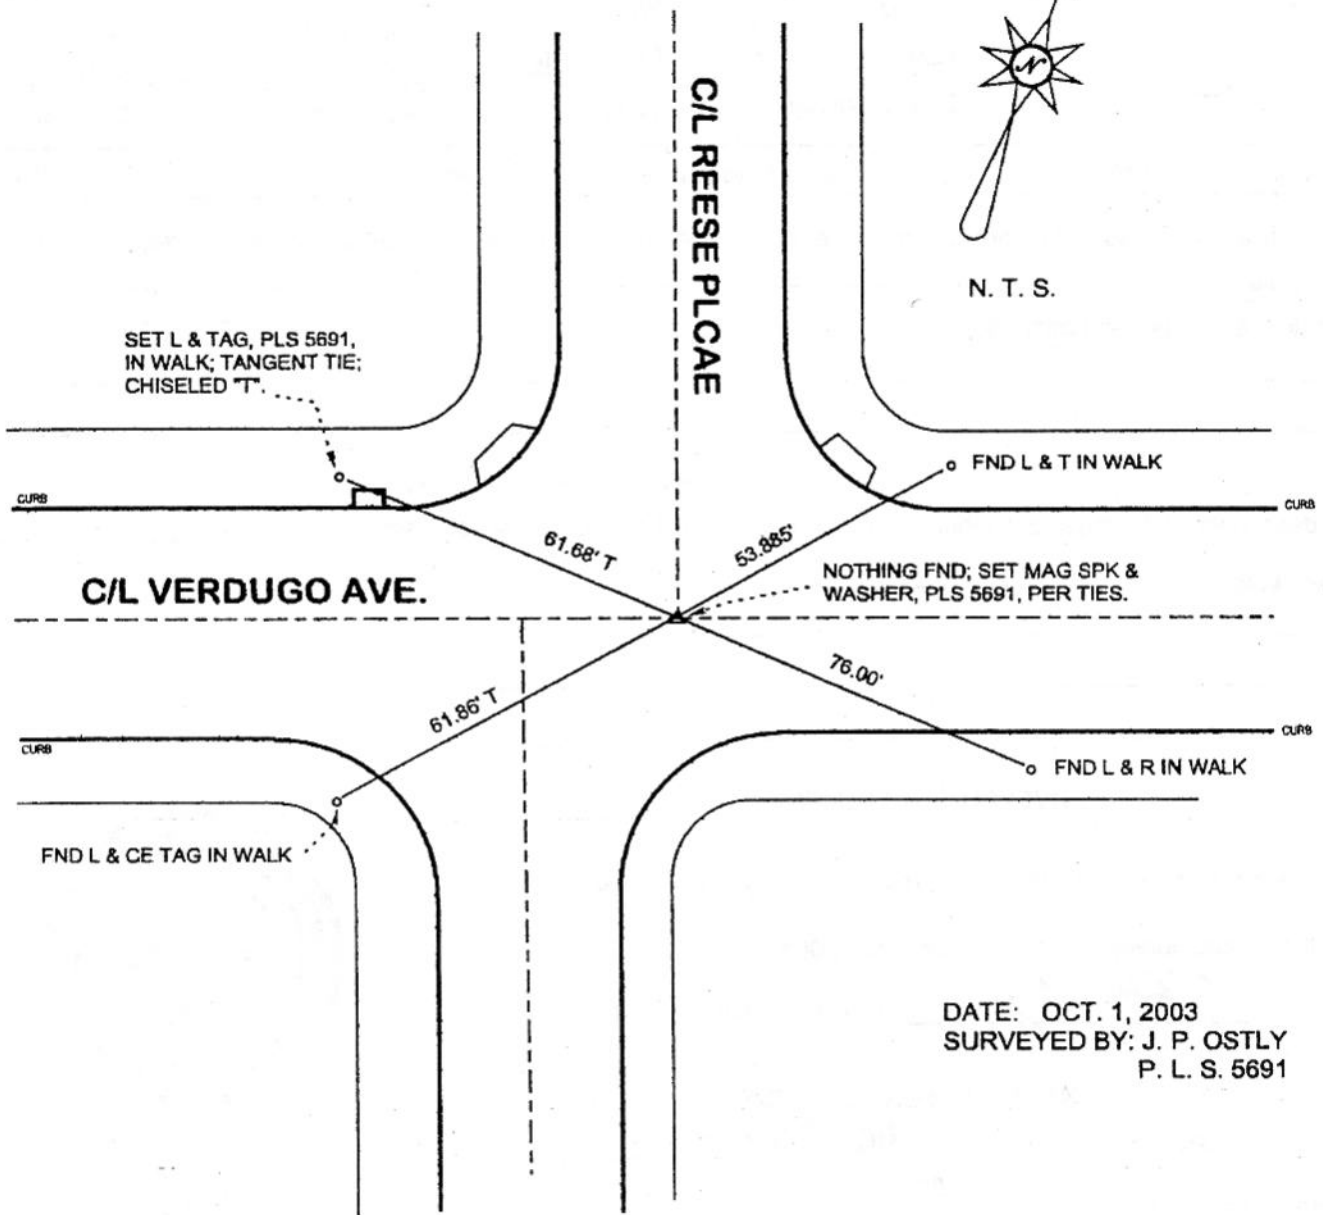 N
C/L REESE PLCAE
N. T. S.
SET L & TAG, PLS 5691,
IN WALK; TANGENT TIE;
CHISELED "T".
FND L & T IN WALK
CURB
CURB
61.68' T
53.885'
NOTHING FND; SET MAG SPK &
WASHER, PLS 5691, PER TIES.
C/L VERDUGO AVE.
76.00'
61.86' T
CURB
CURB
FND L & R IN WALK
FND L & CE TAG IN WALK
DATE: OCT. 1, 2003
SURVEYED BY: J. P. OSTLY
P. L. S. 5691